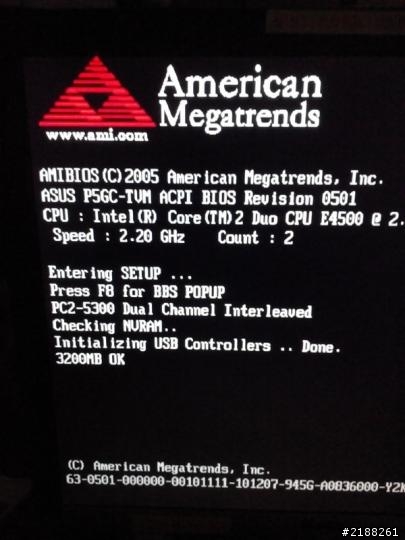 American
Megatrends
www.ami.com
AMIBIOS(C)2005 American Megatrends, Inc.
ASUS P5GC-TVM ACPI BIOS Revision 0501
CPU : Intel(R) Core(TM)2 Duo CPU E4500 @ 2.
Speed : 2.20 GHz Count : 2
Entering SETUP ...
Press F8 for BBS POPUP
PC2-5300 Dual Channel Interleaved
Checking NVRAM..
Initializing USB Controllers .. Done.
3200MB OK
(C) American Megatrends, Inc.
63-0501-000000-00101111-101207-945G-A0836000-Y2K
#2188261